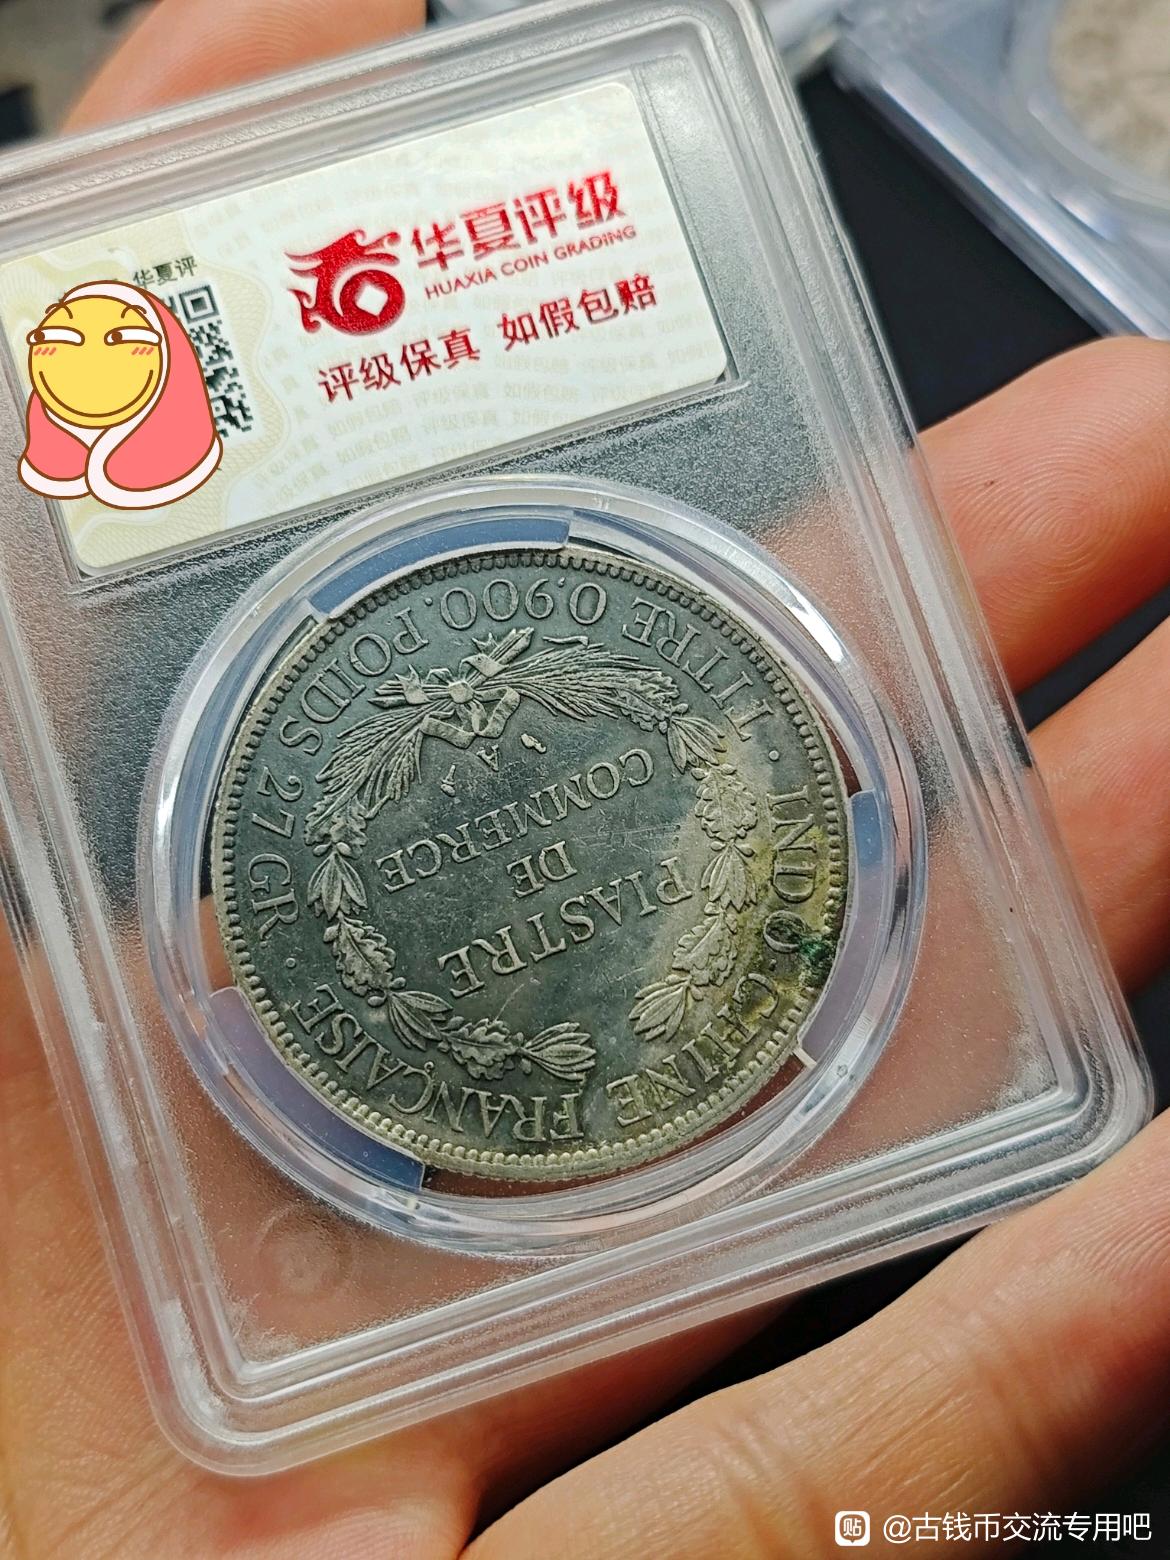 华夏评
华夏评级
HUAXIA COIN GRADING
评级保真 如假包赔
TITRE 0.900. POIDS 27 GR.
A
COMMERCE
DE
PIASTRE
INDO-CHINE FRANÇAISE
@古钱币交流专用吧